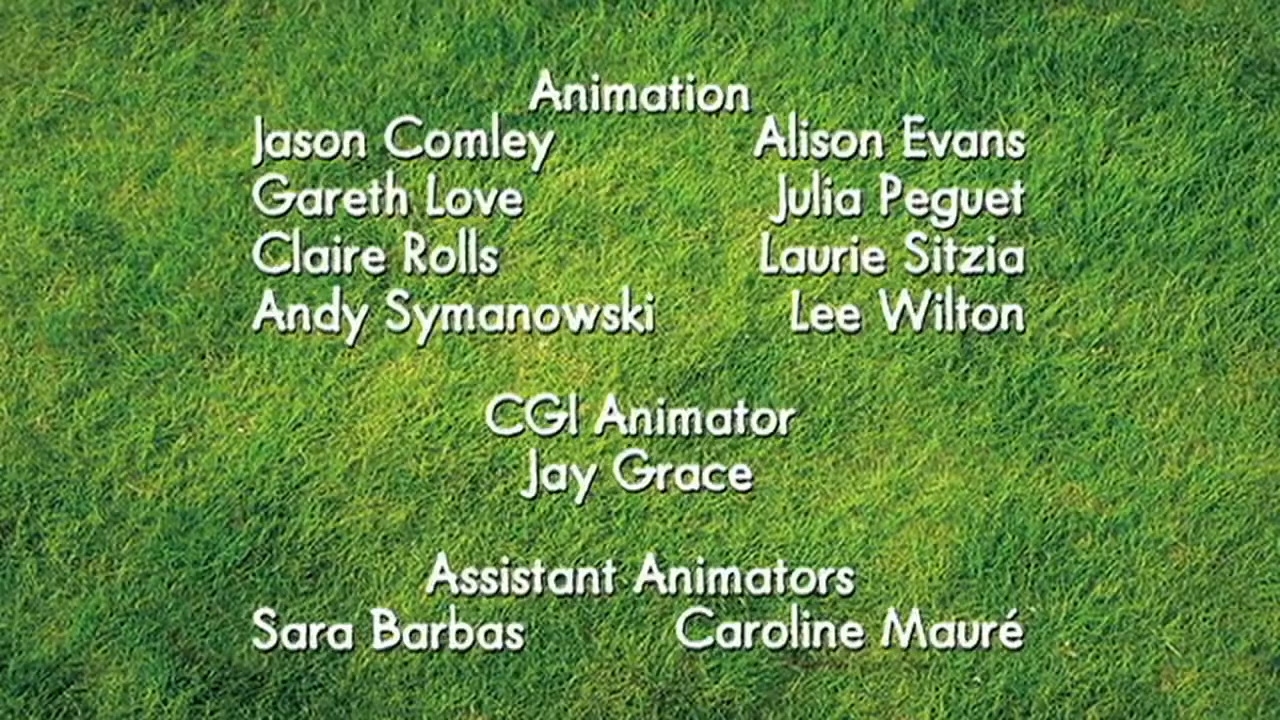 Animation
Jason Comley Alison Evans
Gareth Love Julia Peguet
Claire Rolls Laurie Sitzia
Andy Symanowski Lee Wilton
CGI Animator
Jay Grace
Assistant Animators
Sara Barbas Caroline Mauré